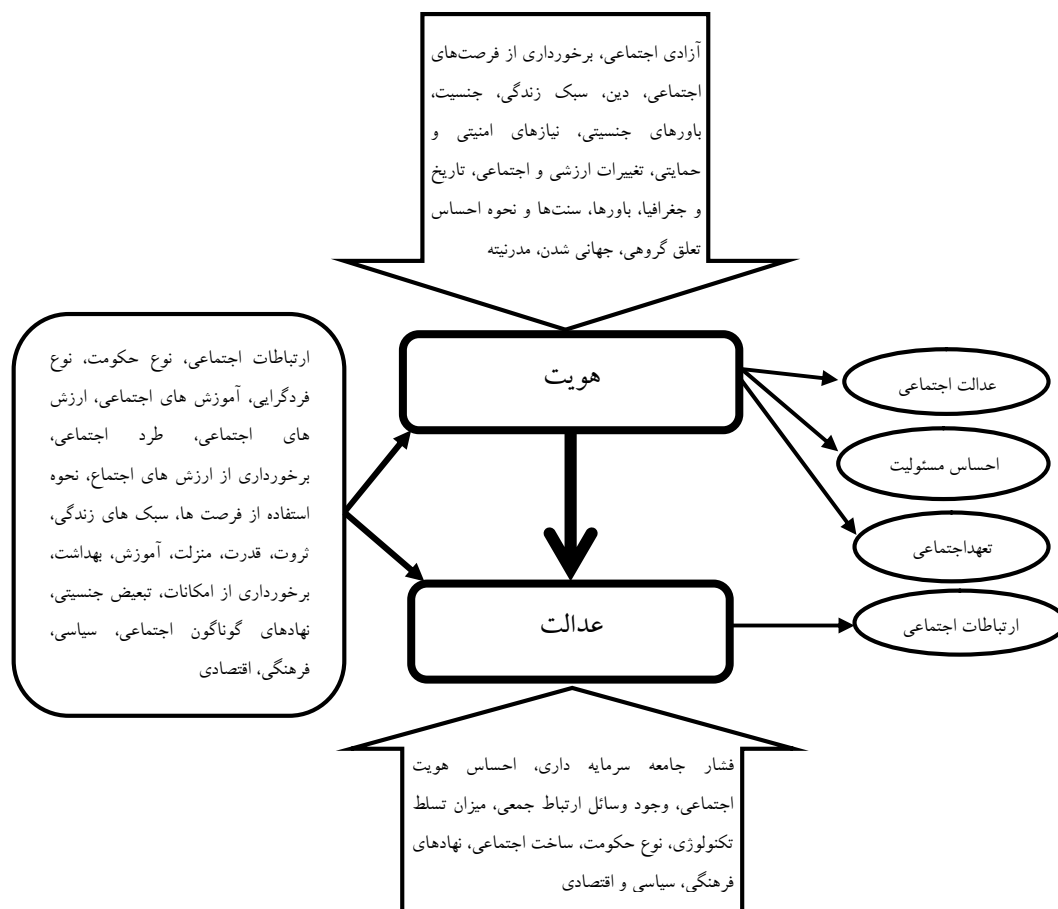 آزادی اجتماعی، برخورداری از فرصت‌های
اجتماعی، دین، سبک زندگی، جنسیت،
باورهای جنسیتی، نیازهای امنیتی و
حمایتی، تغییرات ارزشی و اجتماعی، تاریخ
و جغرافیا، باورها، سنت‌ها و نحوه احساس
تعلق گروهی، جهانی شدن، مدرنیته
هویت
عدالت اجتماعی
احساس مسئولیت
تعهداجتماعی
ارتباطات اجتماعی
ارتباطات اجتماعی، نوع حکومت، نوع
فردگرایی، آموزش های اجتماعی، ارزش
های اجتماعی، طرد اجتماعی،
برخورداری از ارزش های اجتماع، نحوه
استفاده از فرصت ها، سبک های زندگی،
ثروت، قدرت، منزلت، آموزش، بهداشت،
برخورداری از امکانات، تبعیض جنسیتی،
نهادهای گوناگون اجتماعی، سیاسی،
فرهنگی، اقتصادی
عدالت
فشار جامعه سرمایه داری، احساس هویت
اجتماعی، وجود وسائل ارتباط جمعی، میزان تسلط
تکنولوژی، نوع حکومت، ساخت اجتماعی، نهادهای
فرهنگی، سیاسی و اقتصادی